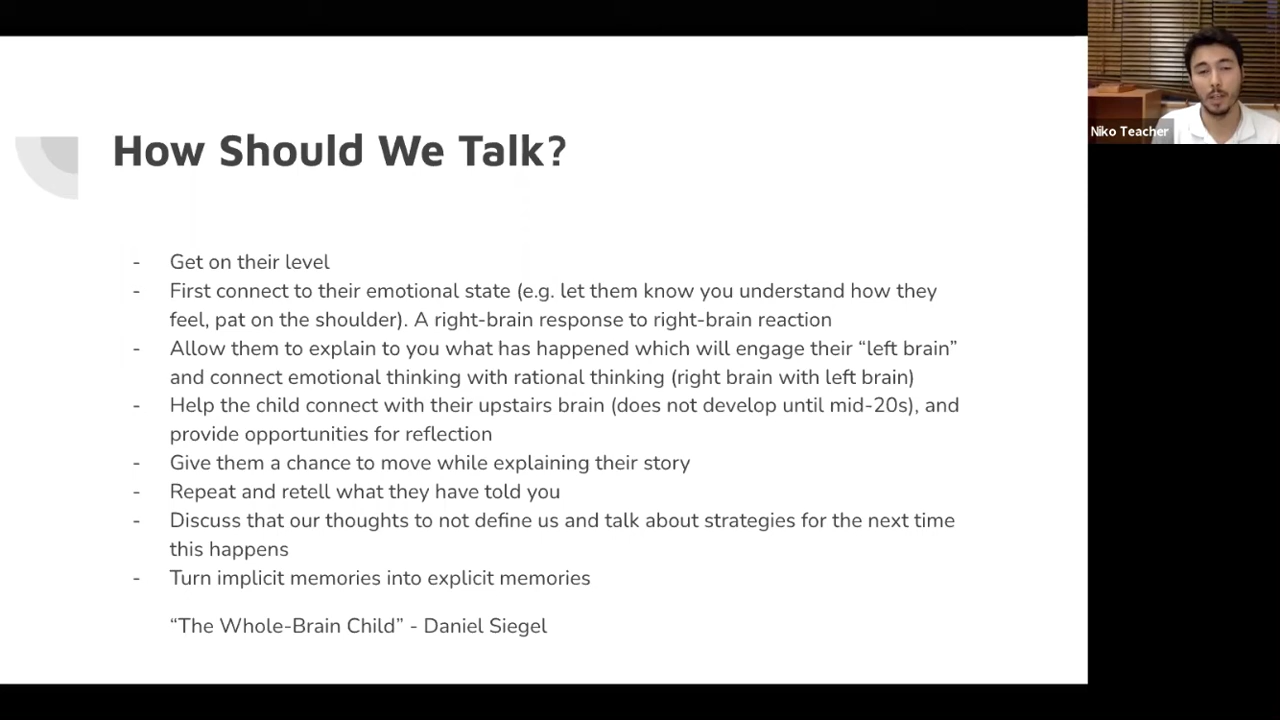 How Should We Talk?
Niko Teacher
- Get on their level
- First connect to their emotional state (e.g. let them know you understand how they
feel, pat on the shoulder). A right-brain response to right-brain reaction
- Allow them to explain to you what has happened which will engage their “left brain”
and connect emotional thinking with rational thinking (right brain with left brain)
- Help the child connect with their upstairs brain (does not develop until mid-20s), and
provide opportunities for reflection
- Give them a chance to move while explaining their story
- Repeat and retell what they have told you
- Discuss that our thoughts to not define us and talk about strategies for the next time
this happens
- Turn implicit memories into explicit memories
“The Whole-Brain Child” - Daniel Siegel